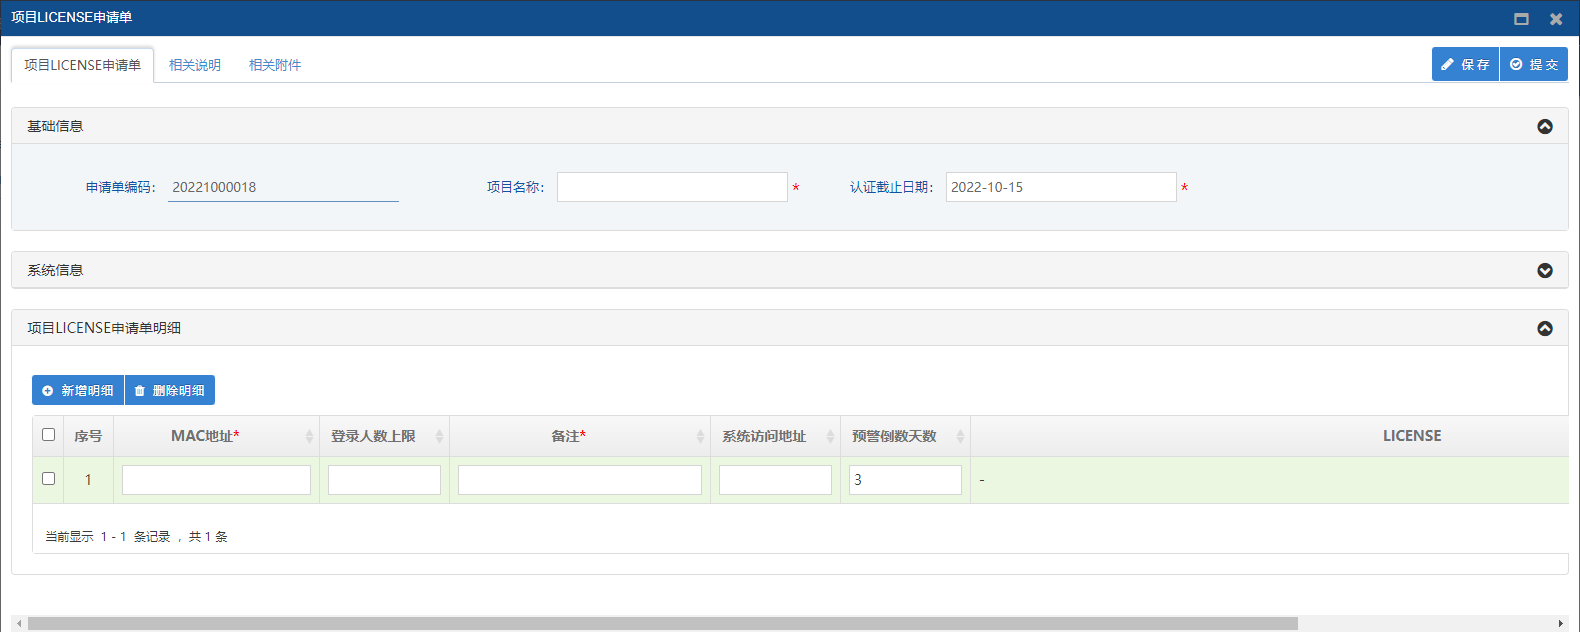 项目LICENSE申请单
项目LICENSE申请单 相关说明 相关附件 保存 提交
基础信息
申请单编码： 20221000018 项目名称： * 认证截止日期： 2022-10-15 *
系统信息
项目LICENSE申请单明细
新增明细 删除明细
序号 MAC地址* 登录人数上限 备注* 系统访问地址 预警倒数天数 LICENSE
1 3 -
当前显示 1 - 1 条记录 ，共 1 条